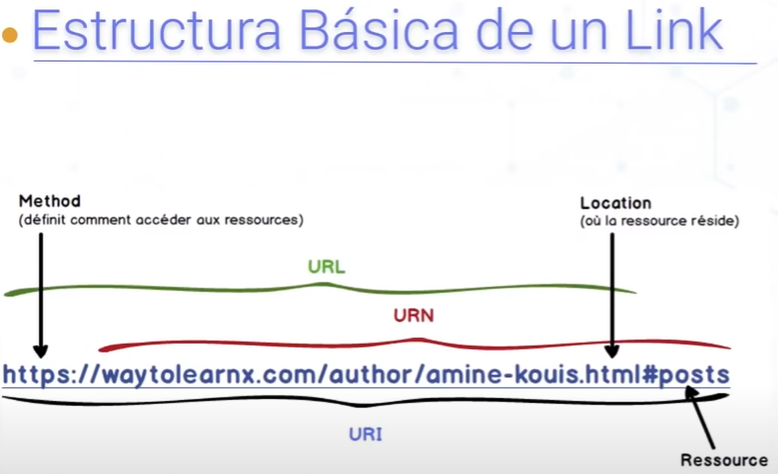 Estructura Básica de un Link
Method
(définit comment accéder aux ressources)
Location
(où la ressource réside)
URL
URN
https://waytolearnx.com/author/amine-kouis.html#posts
URI
Ressource